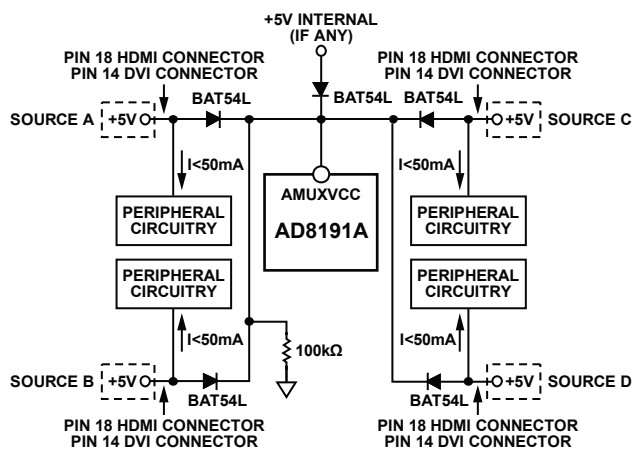 +5V INTERNAL
(IF ANY)
PIN 18 HDMI CONNECTOR
PIN 14 DVI CONNECTOR
PIN 18 HDMI CONNECTOR
PIN 14 DVI CONNECTOR
BAT54L
BAT54L
BAT54L
SOURCE A
+5V
+5V
SOURCE C
I<50mA
I<50mA
AMUXVCC
AD8191A
PERIPHERAL
CIRCUITRY
PERIPHERAL
CIRCUITRY
PERIPHERAL
CIRCUITRY
PERIPHERAL
CIRCUITRY
I<50mA
100kΩ
I<50mA
SOURCE B
+5V
+5V
SOURCE D
BAT54L
BAT54L
PIN 18 HDMI CONNECTOR
PIN 14 DVI CONNECTOR
PIN 18 HDMI CONNECTOR
PIN 14 DVI CONNECTOR